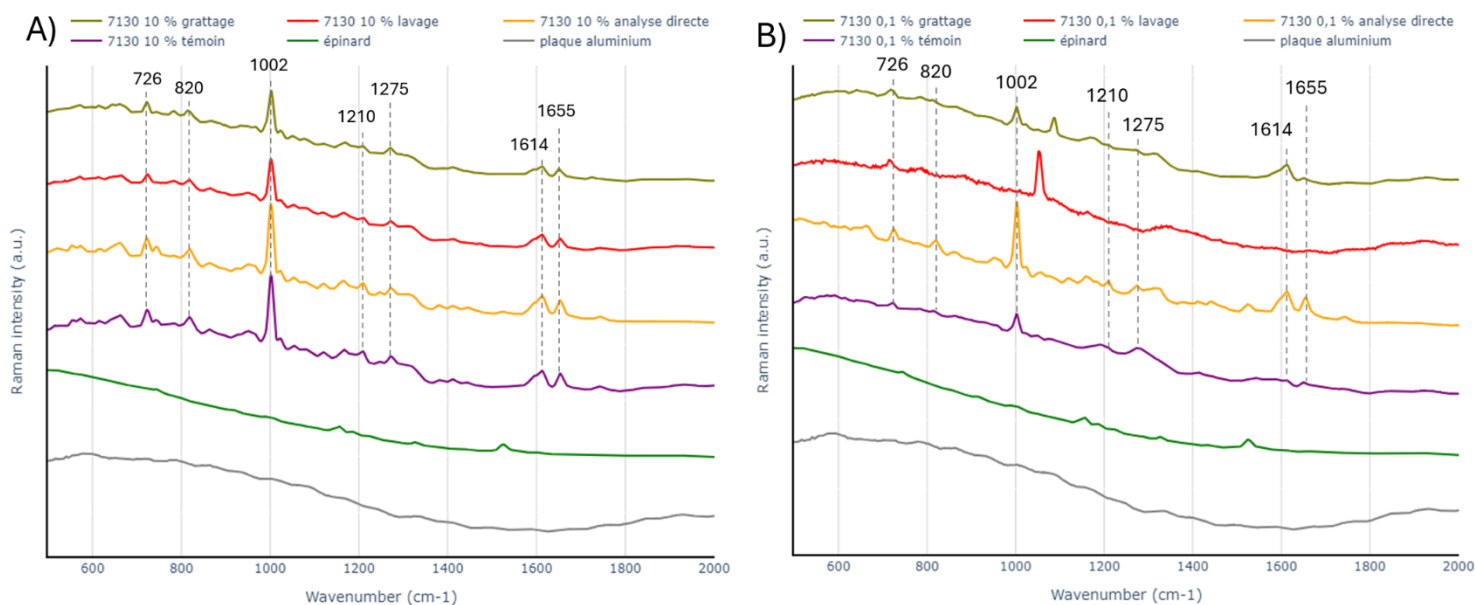 A)
7130 10 % grattage
7130 10 % lavage
7130 10 % analyse directe
7130 10 % témoin
épinard
plaque aluminium
726
820
1002
1210
1275
1614
1655
Raman intensity (a.u.)
600 800 1000 1200 1400 1600 1800 2000
Wavenumber (cm-1)
B)
7130 0,1 % grattage
7130 0,1 % lavage
7130 0,1 % analyse directe
7130 0,1 % témoin
épinard
plaque aluminium
726
820
1002
1210
1275
1614
1655
Raman intensity (a.u.)
600 800 1000 1200 1400 1600 1800 2000
Wavenumber (cm-1)